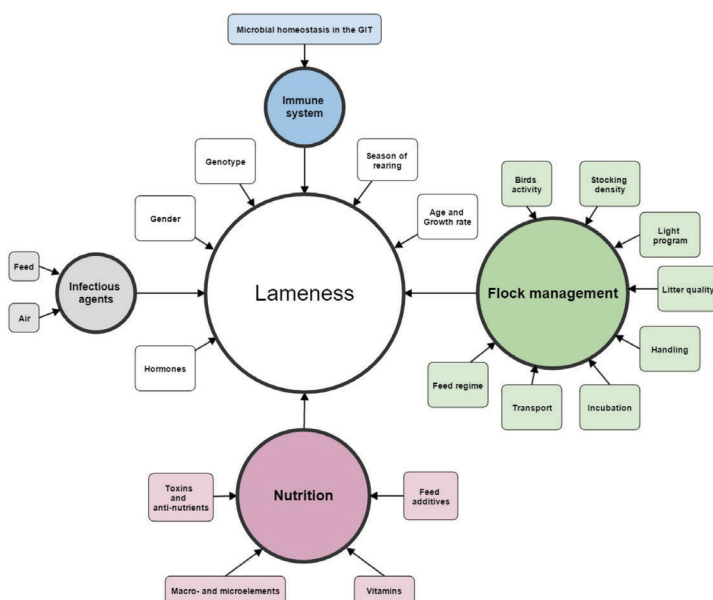 Microbial homeostasis in the GIT
Immune
system
Genotype
Season of
rearing
Birds
activity
Stocking
density
Gender
Age and
Growth rate
Light
program
Feed
Infectious
agents
Air
Lameness
Flock management
Litter quality
Handling
Hormones
Feed regime
Transport
Incubation
Toxins
and
anti-nutrients
Nutrition
Feed
additives
Macro- and microelements
Vitamins